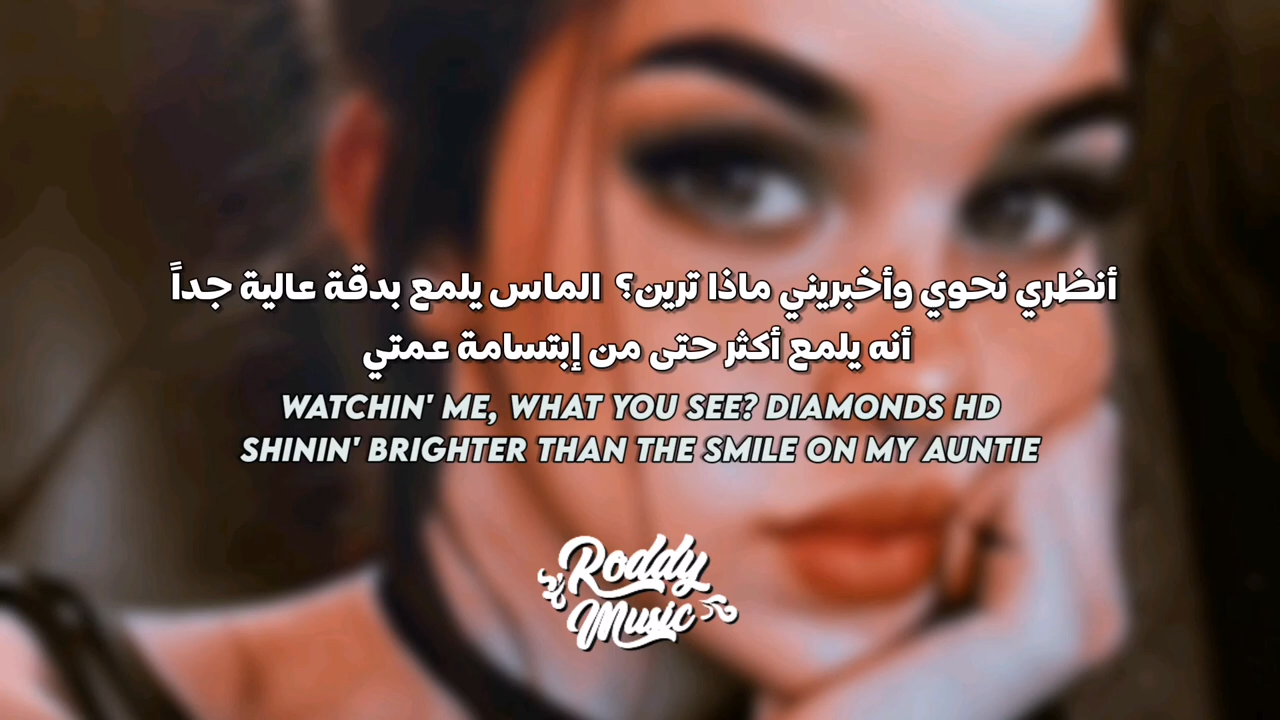 أنظري نحوي وأخبريني ماذا ترين؟ الماس يلمع بدقة عالية جداً
أنه يلمع أكثر حتى من إبتسامة عمتي
WATCHIN' ME, WHAT YOU SEE? DIAMONDS HD
SHININ' BRIGHTER THAN THE SMILE ON MY AUNTIE
Roddy
Music